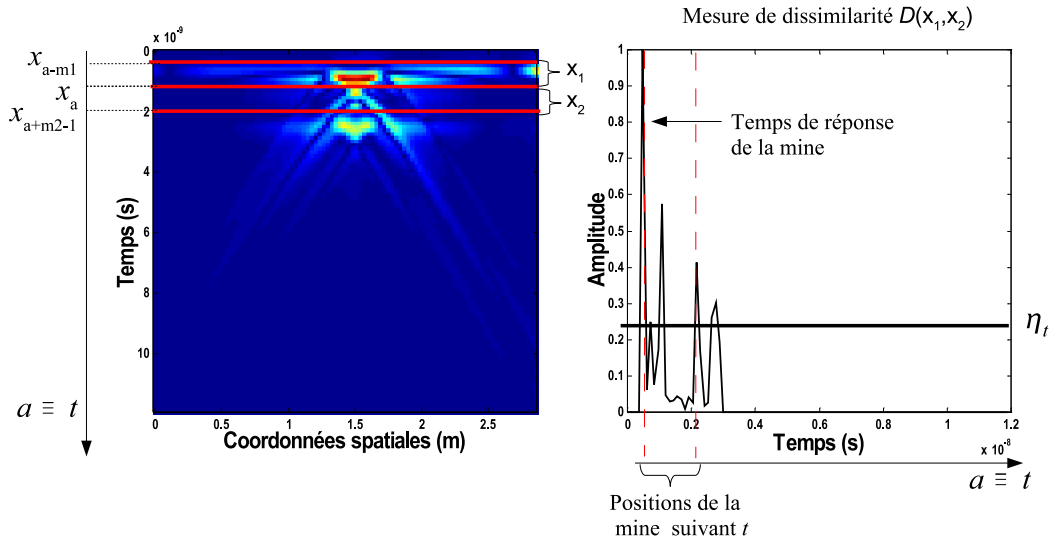 x 10⁻⁹
0
2
4
6
8
10
Temps (s)
0
0.5
1
1.5
2
2.5
Coordonnées spatiales (m)
x_{a-m1}
x_a
x_{a+m2-1}
a ≡ t
x₁
x₂
Mesure de dissimilarité D(x₁,x₂)
1
0.9
0.8
0.7
0.6
0.5
0.4
0.3
0.2
0.1
0
Amplitude
Temps de réponse
de la mine
η_t
0
0.2
0.4
0.6
0.8
1
1.2
Temps (s)
x 10⁻⁸
a ≡ t
Positions de la
mine suivant t